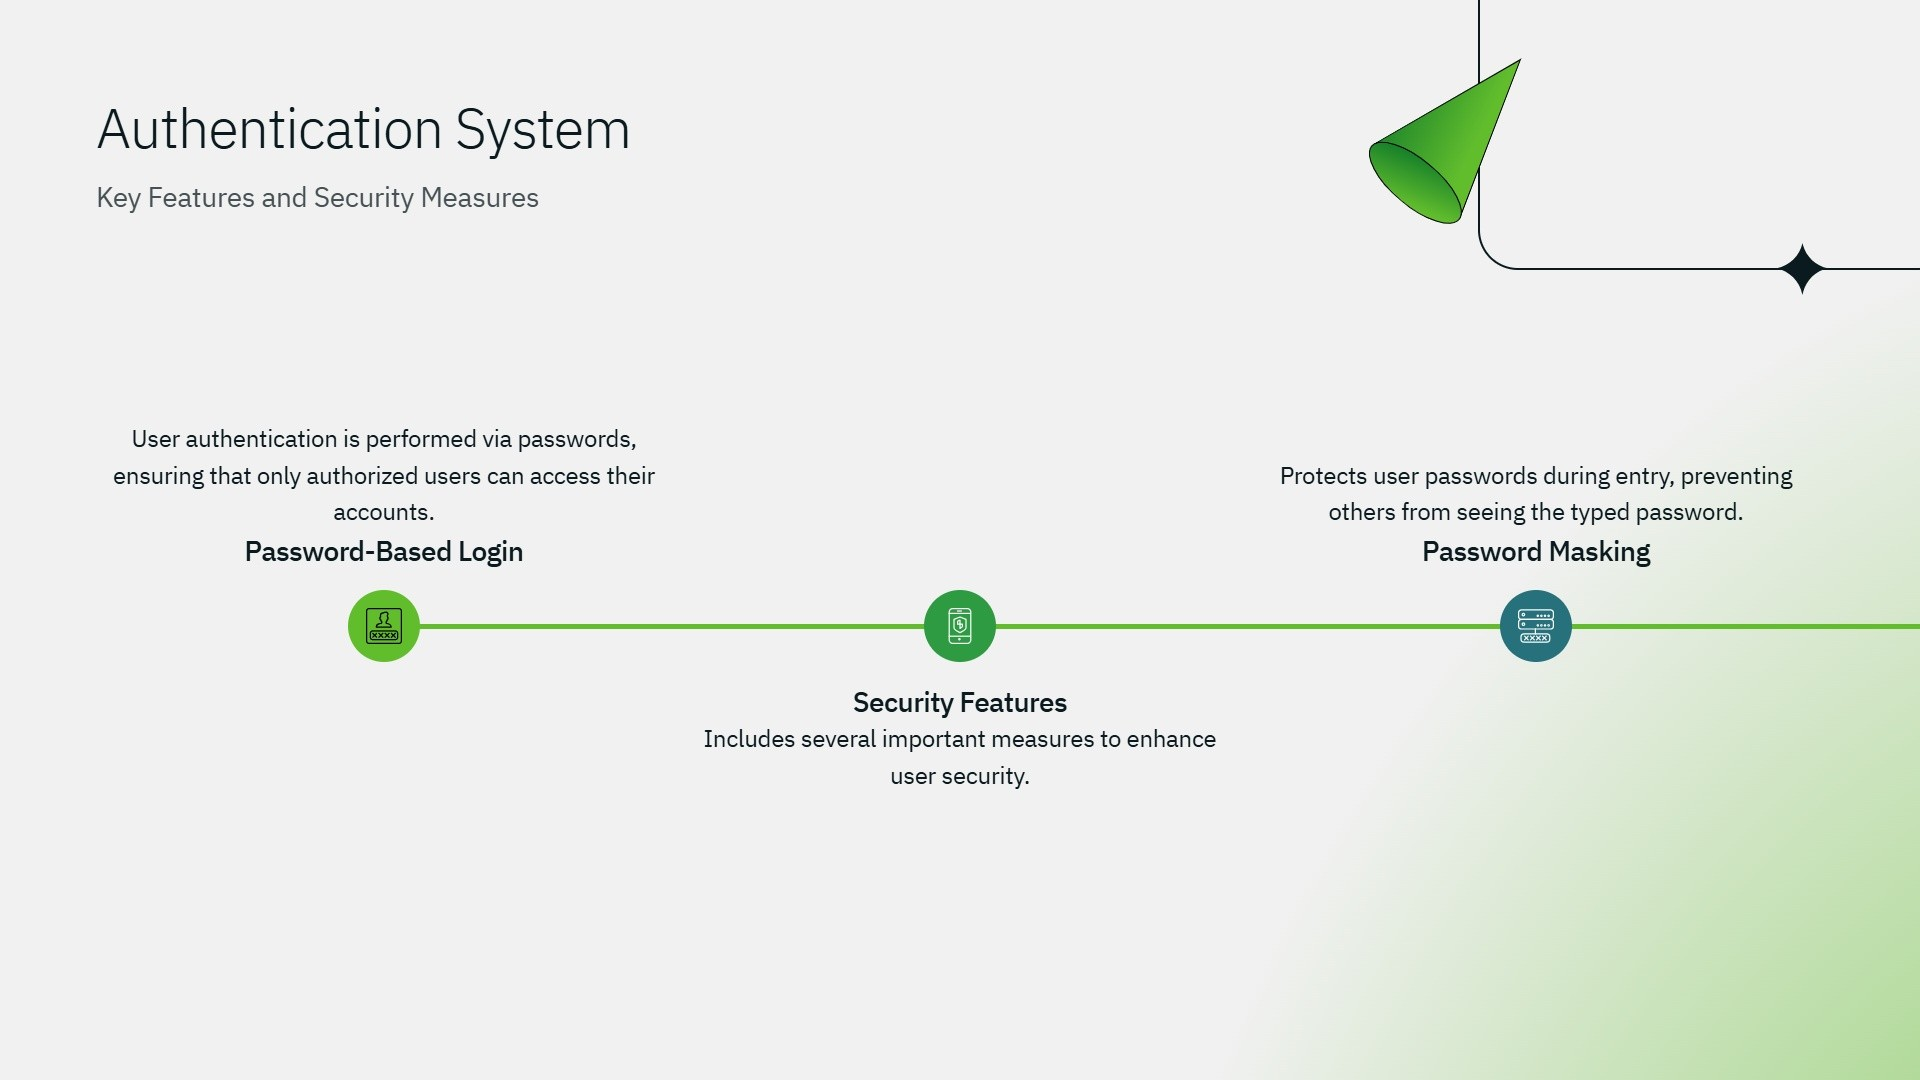 Authentication System
Key Features and Security Measures
User authentication is performed via passwords,
ensuring that only authorized users can access their
accounts.
Password-Based Login
Security Features
Includes several important measures to enhance
user security.
Protects user passwords during entry, preventing
others from seeing the typed password.
Password Masking